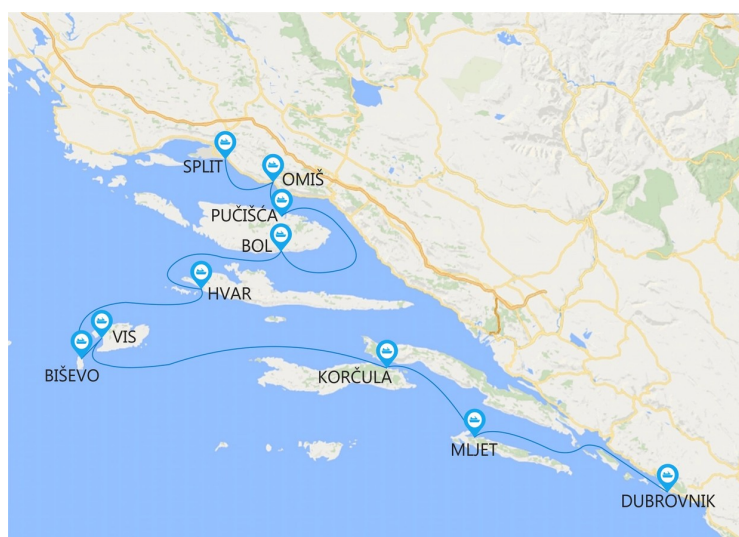 SPLIT
OMIŠ
PUČIŠĆA
BOL
HVAR
VIS
BIŠEVO
KORČULA
MLJET
DUBROVNIK